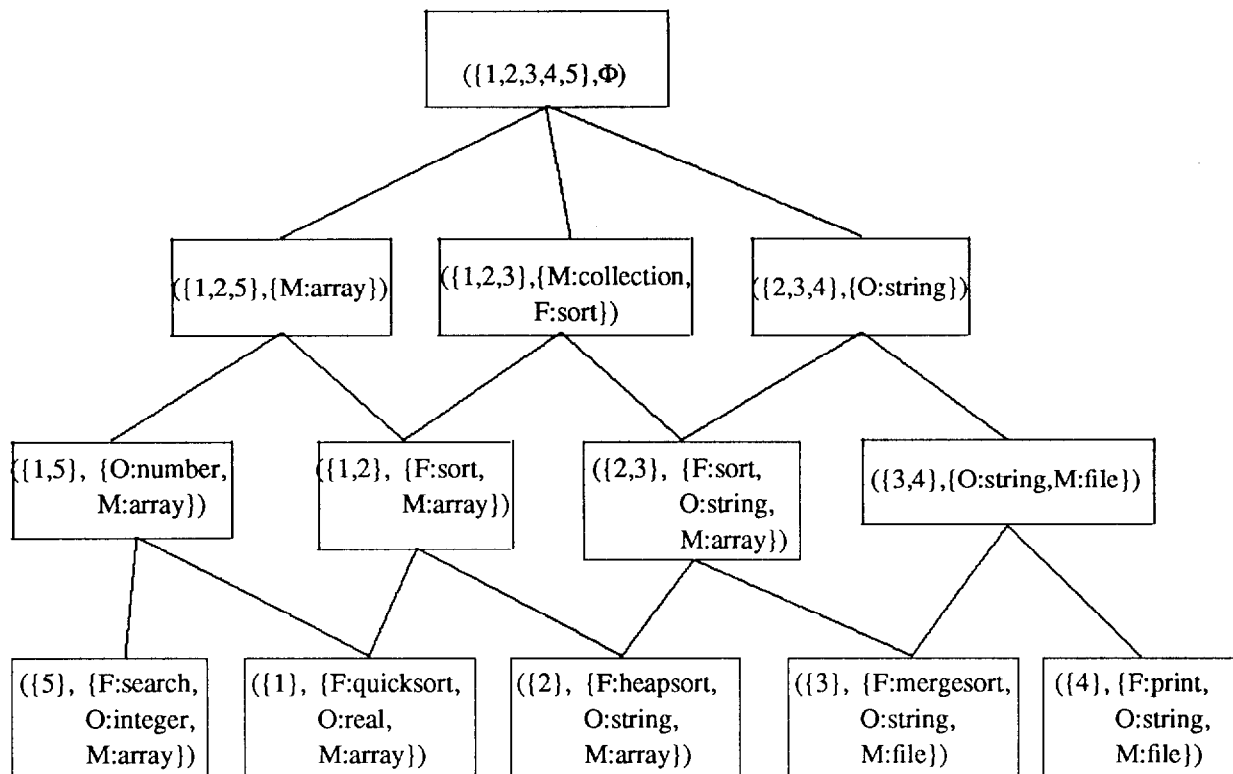 ({1,2,3,4,5},Φ)
({1,2,5},{M:array})
({1,2,3},{M:collection,
F:sort})
({2,3,4},{O:string})
({1,5}, {O:number,
M:array})
({1,2}, {F:sort,
M:array})
({2,3}, {F:sort,
O:string,
M:array})
({3,4},{O:string,M:file})
({5}, {F:search,
O:integer,
M:array})
({1}, {F:quicksort,
O:real,
M:array})
({2}, {F:heapsort,
O:string,
M:array})
({3}, {F:mergesort,
O:string,
M:file})
({4}, {F:print,
O:string,
M:file})